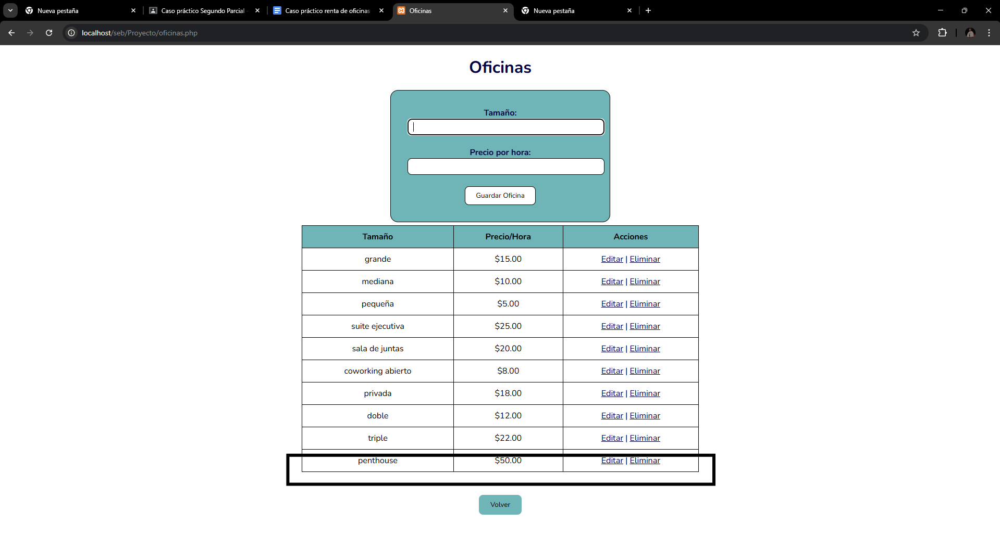 Nueva pestaña
Caso práctico Segundo Parcial -
Caso práctico renta de oficinas
Oficinas
Nueva pestaña
localhost/seb/Proyecto/oficinas.php
Oficinas
Tamaño:
Precio por hora:
Guardar Oficina
Tamaño Precio/Hora Acciones
grande $15.00 Editar | Eliminar
mediana $10.00 Editar | Eliminar
pequeña $5.00 Editar | Eliminar
suite ejecutiva $25.00 Editar | Eliminar
sala de juntas $20.00 Editar | Eliminar
coworking abierto $8.00 Editar | Eliminar
privada $18.00 Editar | Eliminar
doble $12.00 Editar | Eliminar
triple $22.00 Editar | Eliminar
penthouse $50.00 Editar | Eliminar
Volver